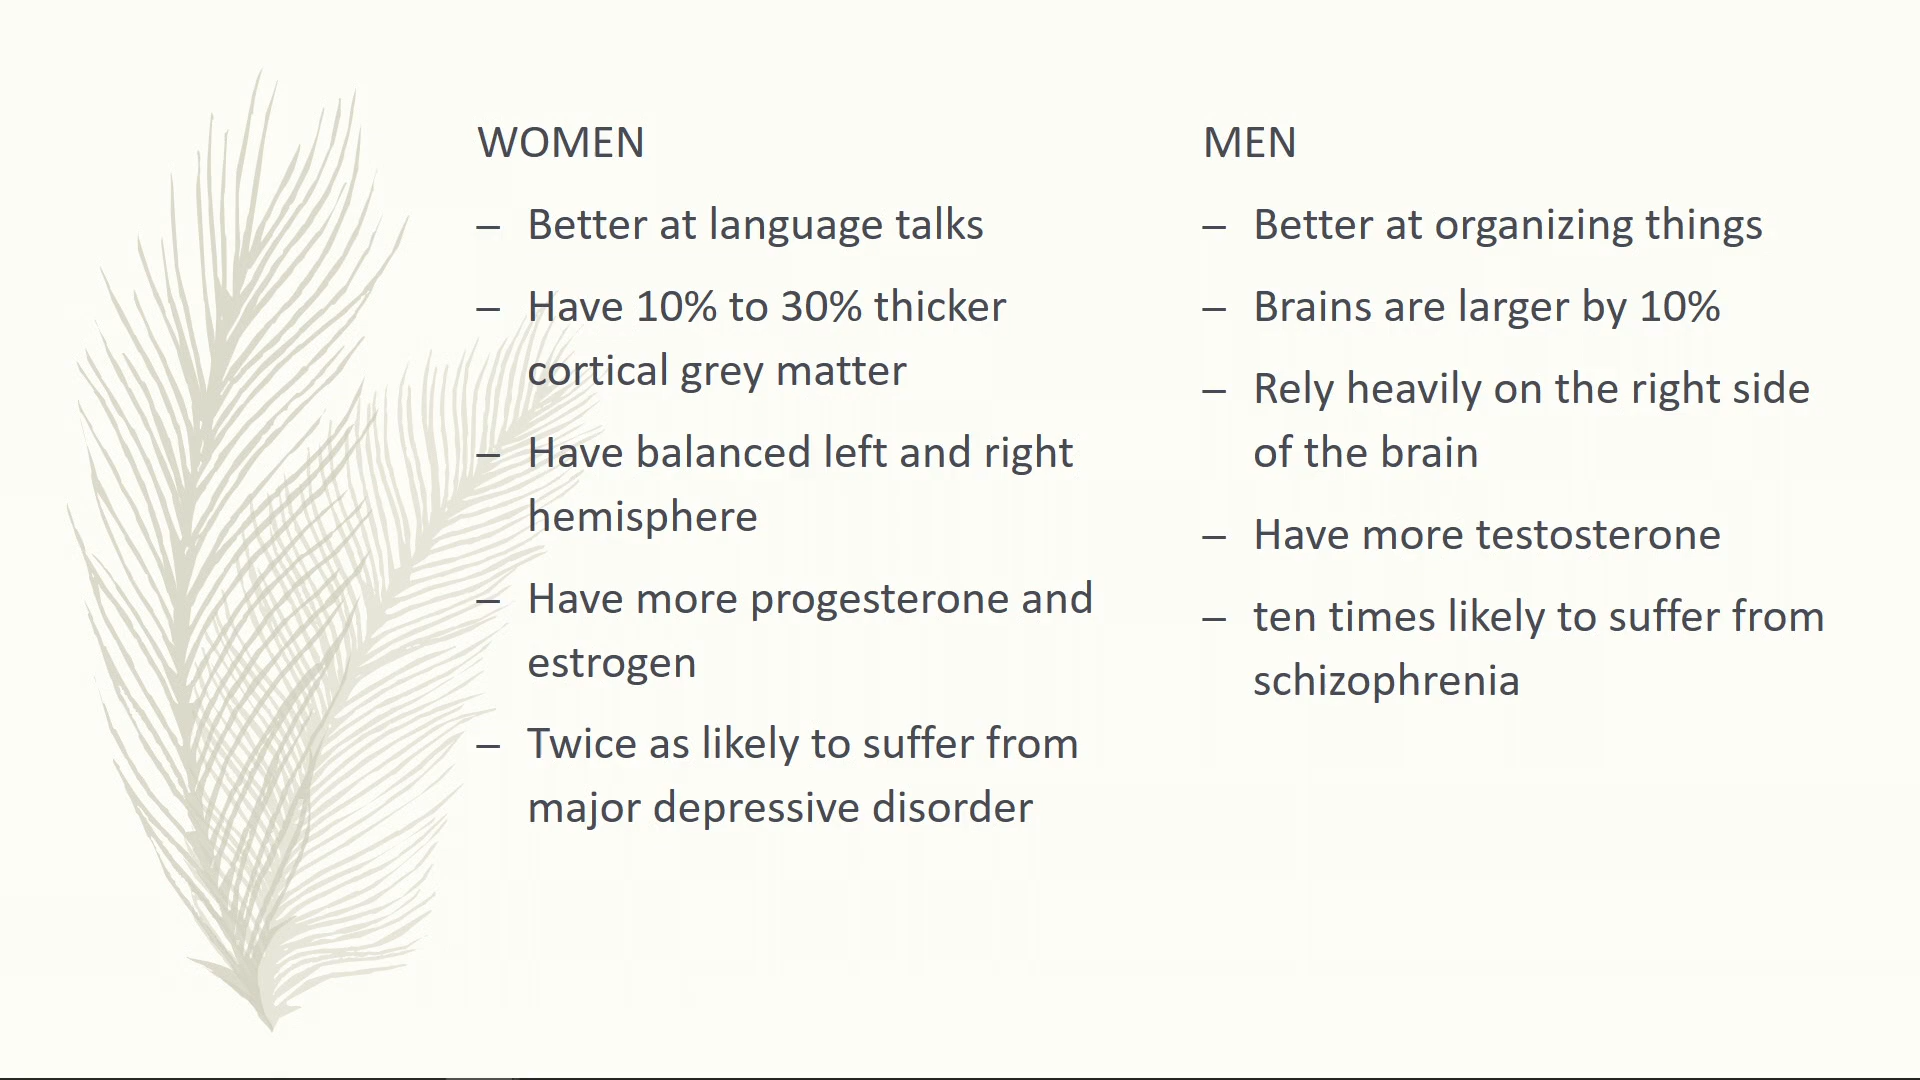 WOMEN
– Better at language talks
– Have 10% to 30% thicker
cortical grey matter
– Have balanced left and right
hemisphere
– Have more progesterone and
estrogen
– Twice as likely to suffer from
major depressive disorder
MEN
– Better at organizing things
– Brains are larger by 10%
– Rely heavily on the right side
of the brain
– Have more testosterone
– ten times likely to suffer from
schizophrenia